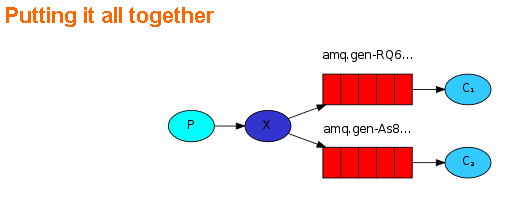 Putting it all together
amq.gen-RQ6...
C₁
P
X
amq.gen-As8...
C₂